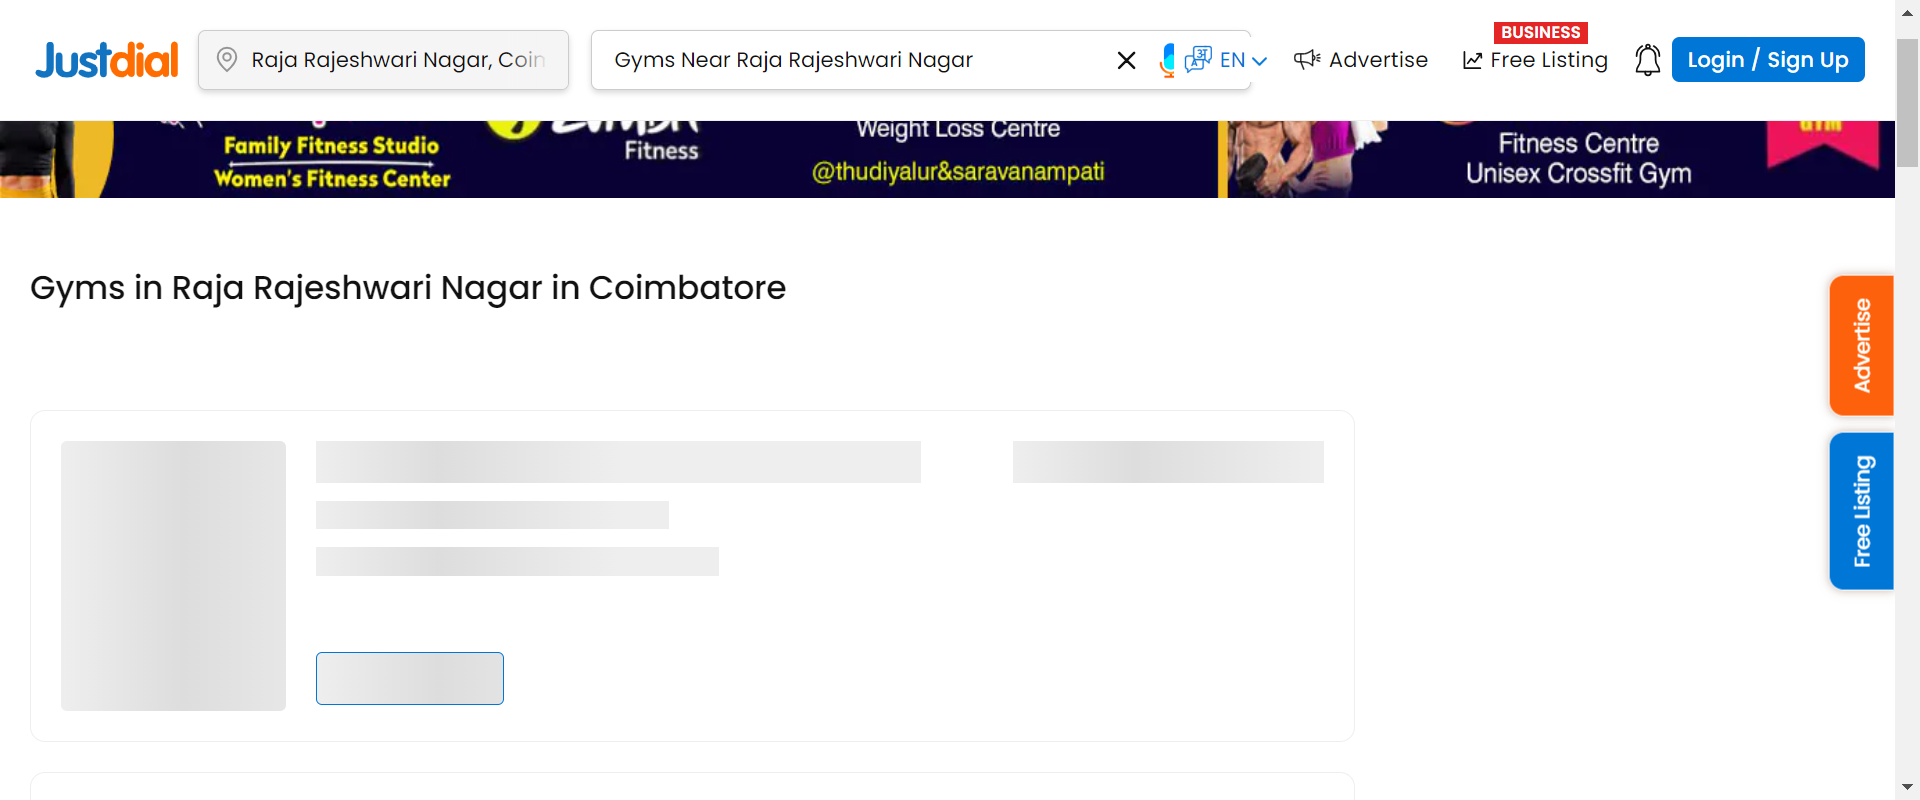 Justdial
Raja Rajeshwari Nagar, Coin
Gyms Near Raja Rajeshwari Nagar
EN
Advertise
BUSINESS
Free Listing
Login / Sign Up
Family Fitness Studio
Women's Fitness Center
Fitness
Weight Loss Centre
@thudiyalur&saravanampati
Fitness Centre
Unisex Crossfit Gym
Gyms in Raja Rajeshwari Nagar in Coimbatore
Advertise
Free Listing